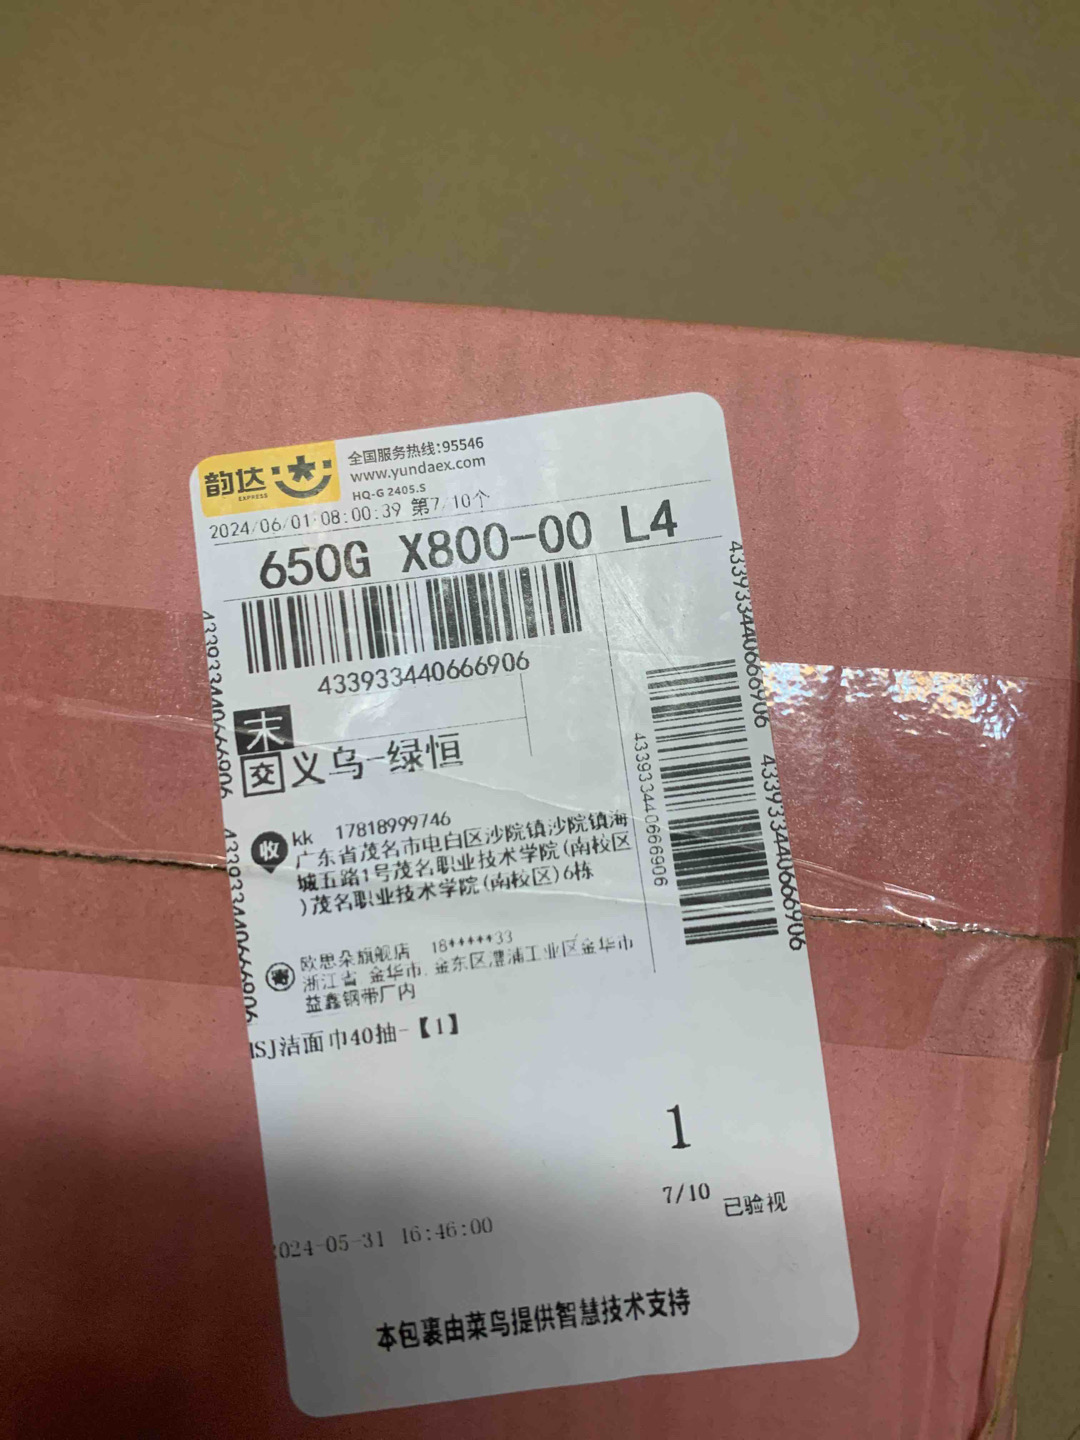 韵达
EXPRESS
全国服务热线:95546
www.yundaex.com
HQ-G 2405.S
2024/06/01 08:00:39 第7/10个
650G X800-00 L4
433933440666906
末
交 义乌-绿恒
收 kk 17818999746
广东省茂名市电白区沙院镇沙院镇海
城五路1号茂名职业技术学院(南校区
)茂名职业技术学院(南校区)6栋
寄 欧思朵旗舰店 18*****33
浙江省 金华市 金东区澧浦工业区金华市
益鑫钢带厂内
SJ洁面巾40抽-【1】
1
7/10
已验视
024-05-31 16:46:00
本包裹由菜鸟提供智慧技术支持
433933440666906
433933440666906
433933440666906
433933440666906
433933440666906